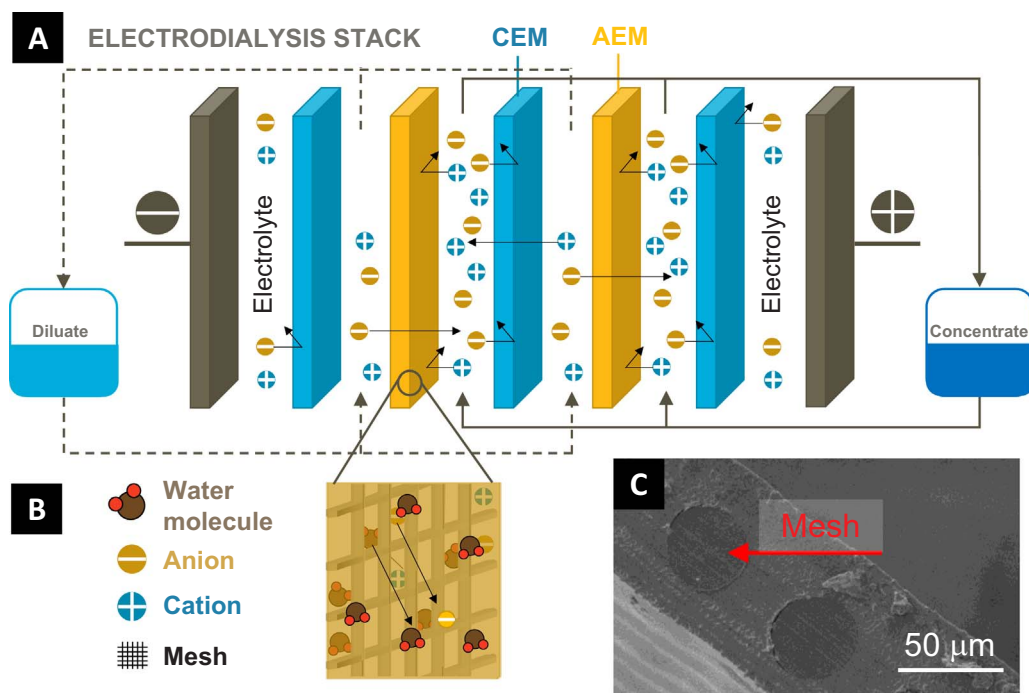 A
ELECTRODIALYSIS STACK
CEM
AEM
Electrolyte
Electrolyte
Diluate
Concentrate
B
Water
molecule
Anion
Cation
Mesh
C
Mesh
50 μm